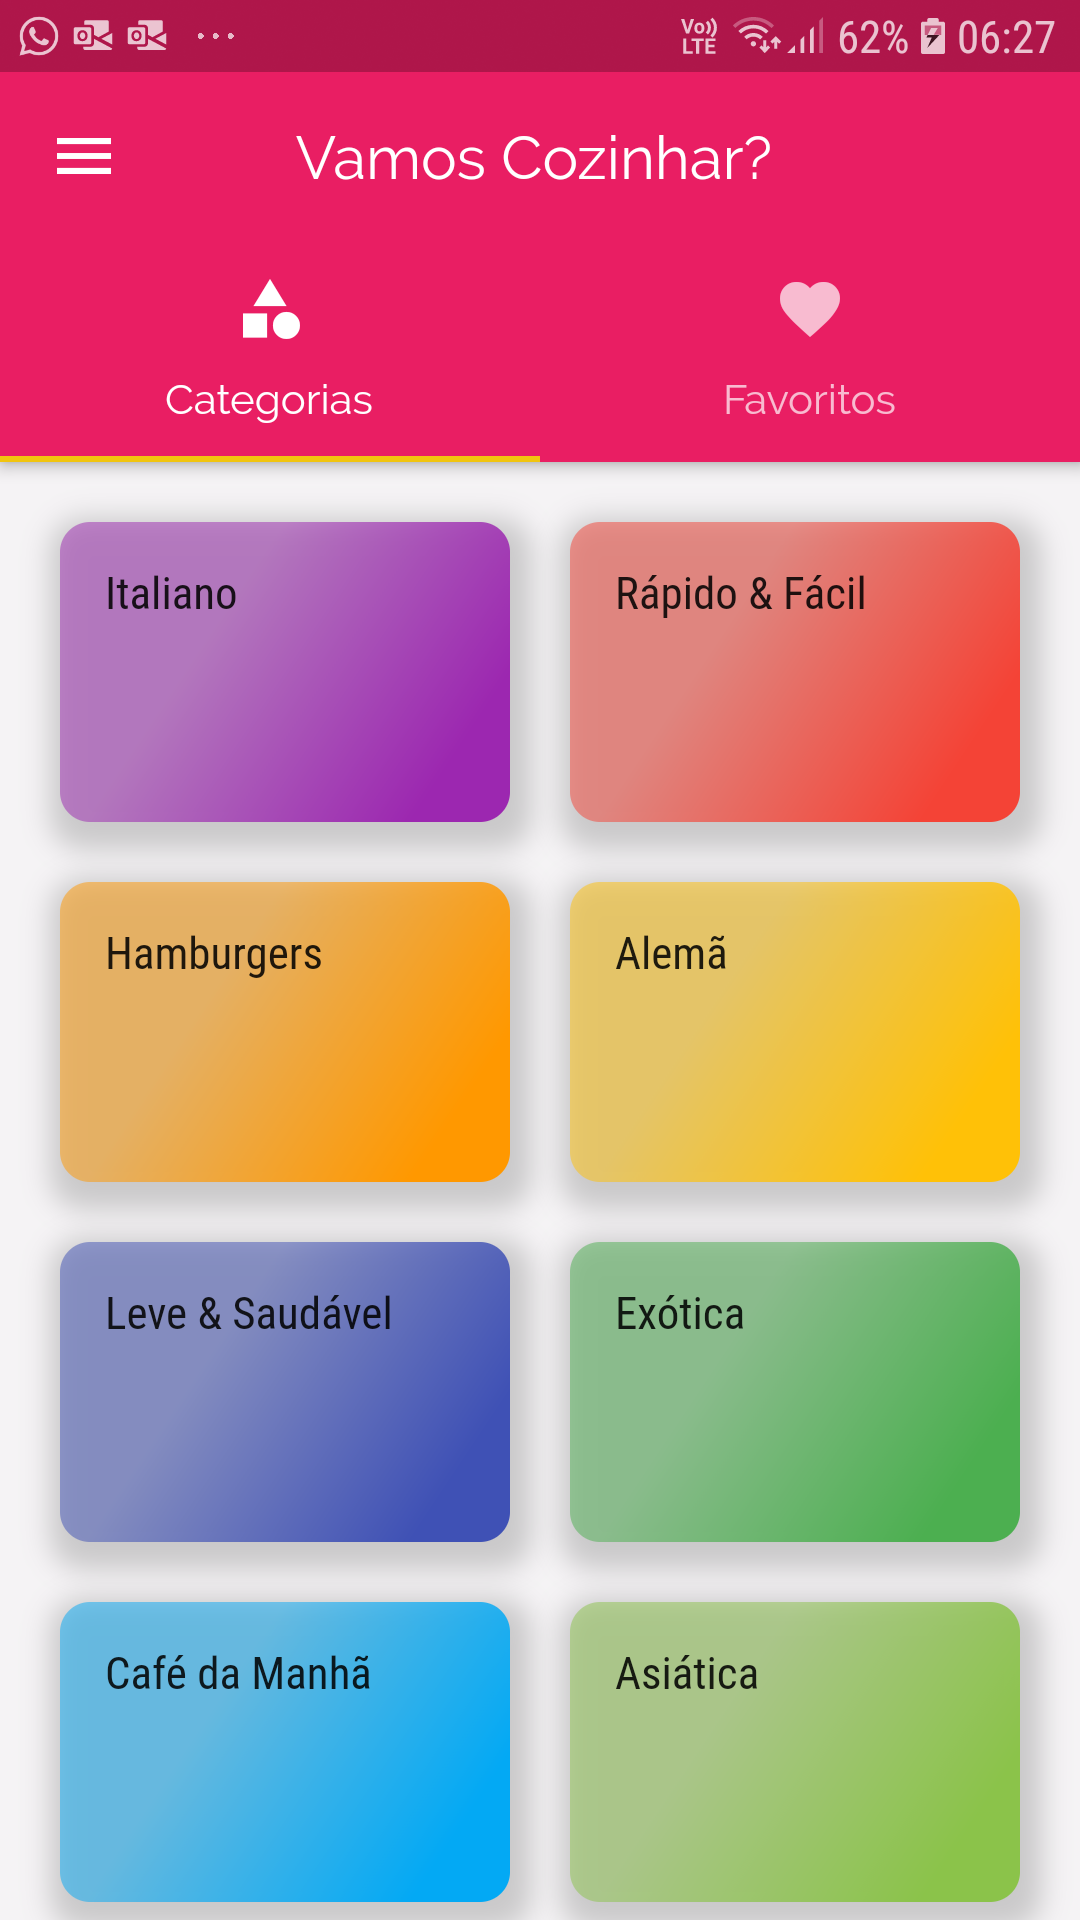 Vo)) LTE 62% 06:27
Vamos Cozinhar?
Categorias Favoritos
Italiano Rápido & Fácil
Hamburgers Alemã
Leve & Saudável Exótica
Café da Manhã Asiática